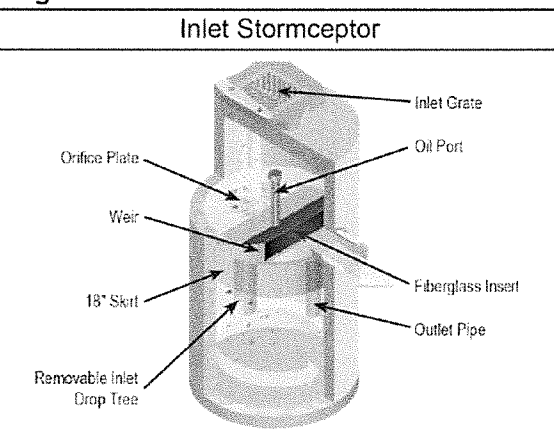 Inlet Stormceptor
Inlet Grate
Orifice Plate
Oil Port
Weir
18" Skirt
Fiberglass Insert
Outlet Pipe
Removable Inlet
Drop Tree